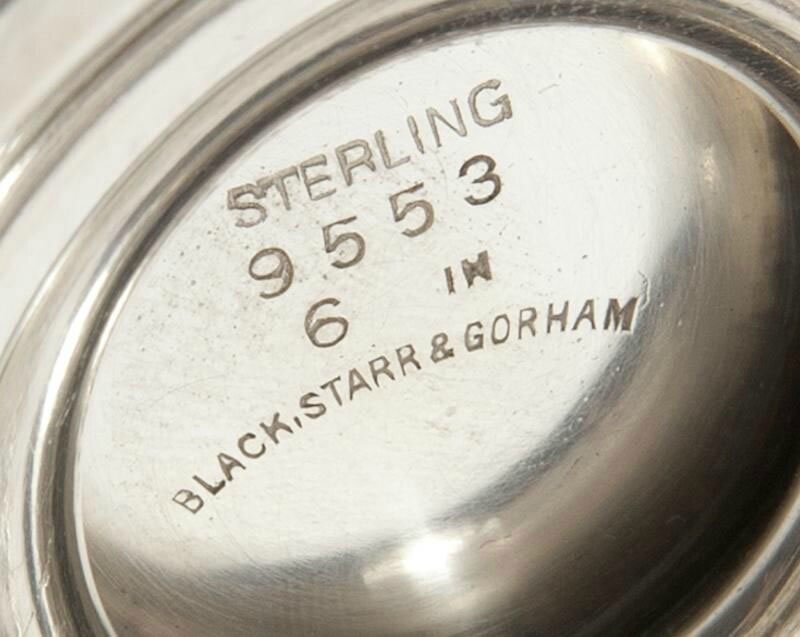 STERLING
9553
6 IN
BLACK, STARR & GORHAM